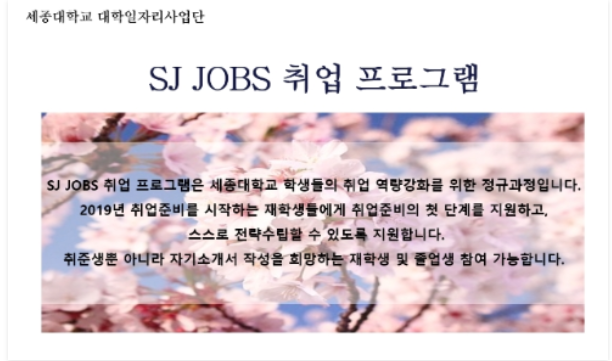 세종대학교 대학일자리사업단
SJ JOBS 취업 프로그램
SJ JOBS 취업 프로그램은 세종대학교 학생들의 취업 역량강화를 위한 정규과정입니다.
2019년 취업준비를 시작하는 재학생들에게 취업준비의 첫 단계를 지원하고,
스스로 전략수립할 수 있도록 지원합니다.
취준생뿐 아니라 자기소개서 작성을 희망하는 재학생 및 졸업생 참여 가능합니다.